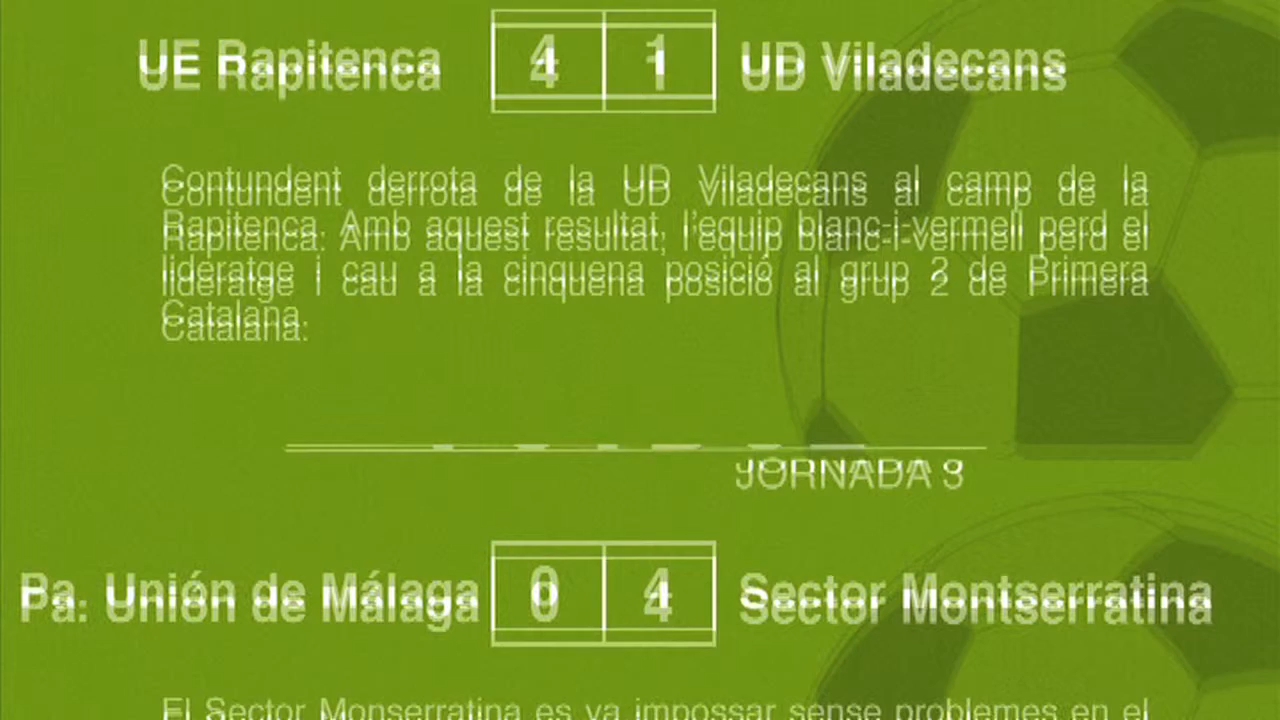 UE Rapitenca 4 1 UD Viladecans
Contundent derrota de la UD Viladecans al camp de la
Rapitenca. Amb aquest resultat, l'equip blanc-i-vermell perd el
lideratge i cau a la cinquena posició al grup 2 de Primera
Catalana.
JORNADA 3
Pa. Unión de Málaga 0 4 Sector Montserratina
El Sector Monserratina es va impossar sense problemes en el